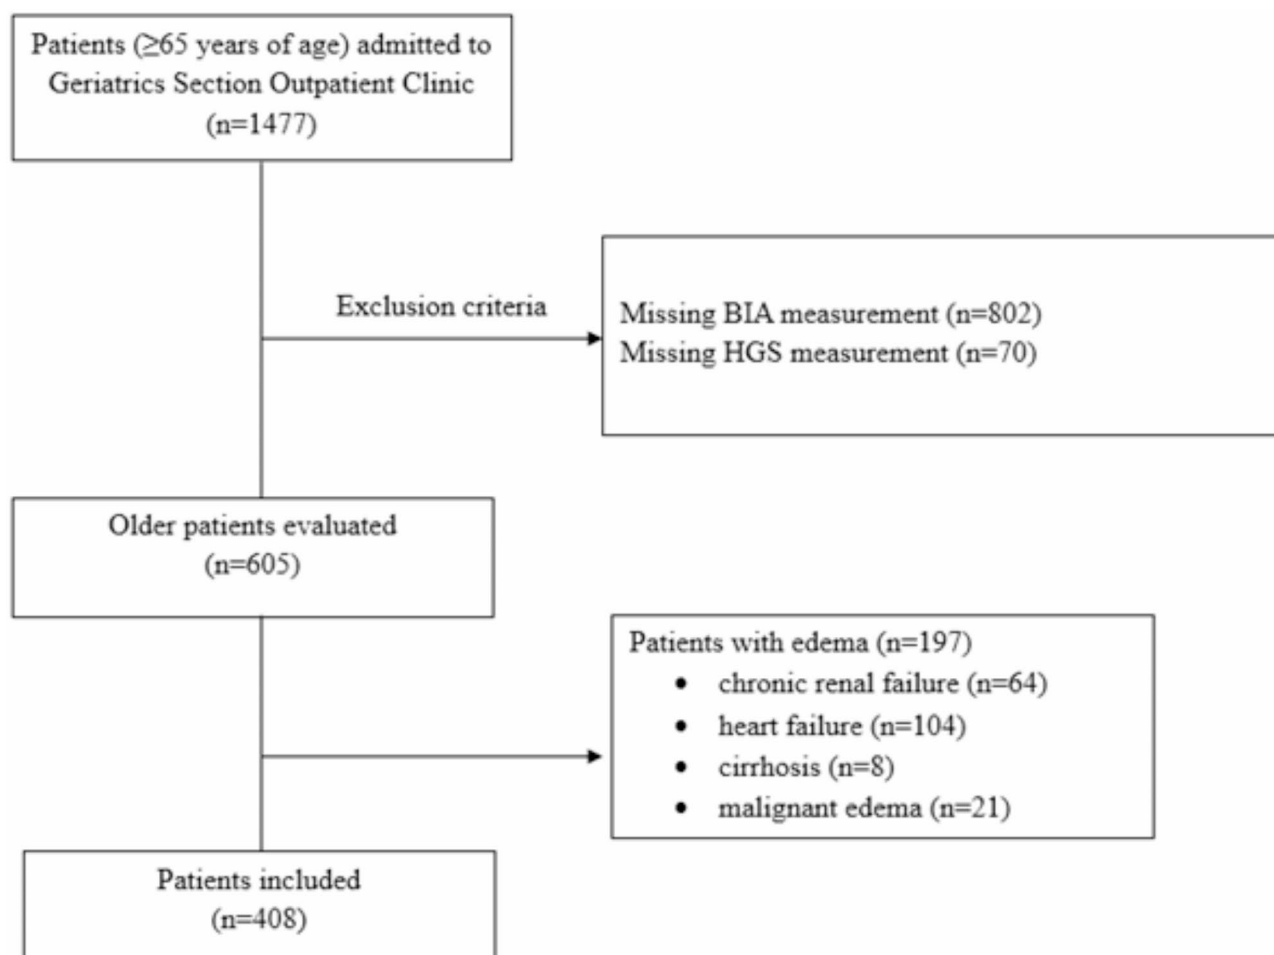 Patients (≥65 years of age) admitted to
Geriatrics Section Outpatient Clinic
(n=1477)
Exclusion criteria
Missing BIA measurement (n=802)
Missing HGS measurement (n=70)
Older patients evaluated
(n=605)
Patients with edema (n=197)
• chronic renal failure (n=64)
• heart failure (n=104)
• cirrhosis (n=8)
• malignant edema (n=21)
Patients included
(n=408)